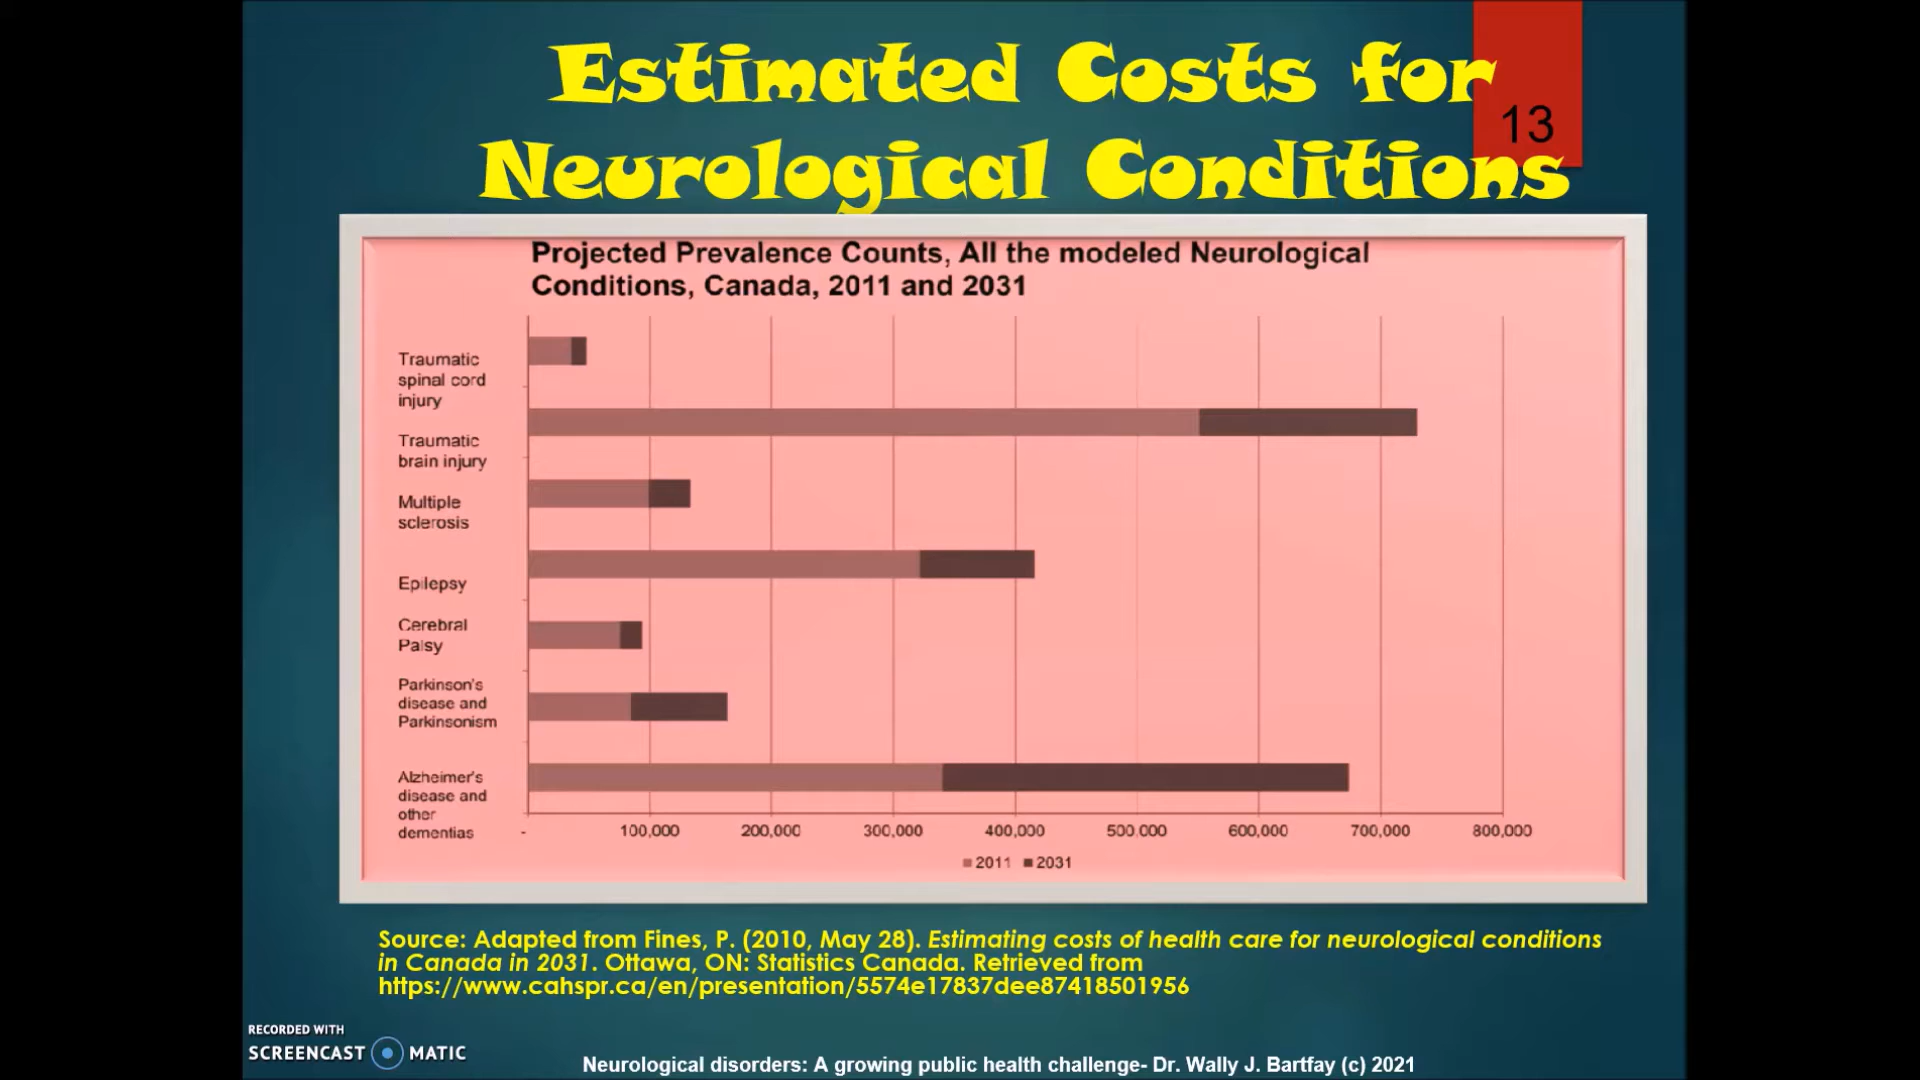 Estimated Costs for
Neurological Conditions
13
Projected Prevalence Counts, All the modeled Neurological
Conditions, Canada, 2011 and 2031
Traumatic
spinal cord
injury
Traumatic
brain injury
Multiple
sclerosis
Epilepsy
Cerebral
Palsy
Parkinson's
disease and
Parkinsonism
Alzheimer's
disease and
other
dementias
- 100,000 200,000 300,000 400,000 500,000 600,000 700,000 800,000
2011 2031
Source: Adapted from Fines, P. (2010, May 28). Estimating costs of health care for neurological conditions
in Canada in 2031. Ottawa, ON: Statistics Canada. Retrieved from
https://www.cahspr.ca/en/presentation/5574e17837dee87418501956
RECORDED WITH
SCREENCAST MATIC
Neurological disorders: A growing public health challenge- Dr. Wally J. Bartfay (c) 2021